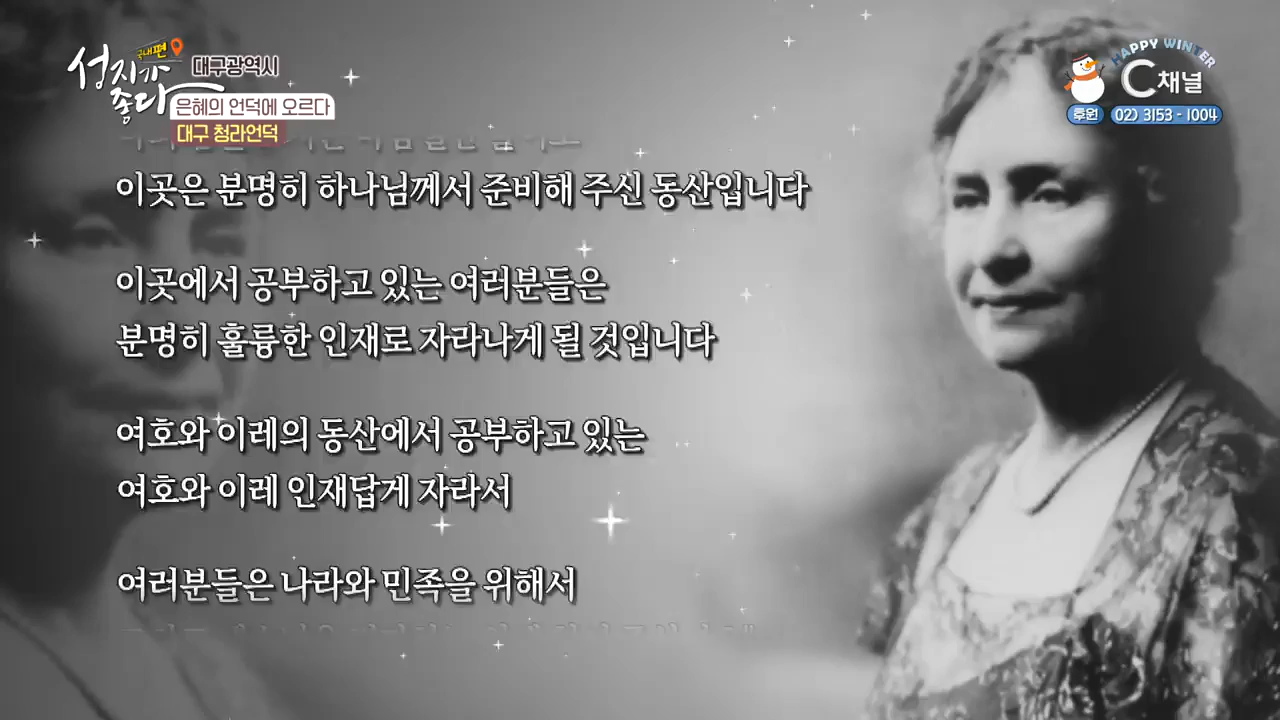 국내편
성지가
좋다
대구광역시
은혜의 언덕에 오르다
대구 청라언덕
HAPPY WINTER
C채널
후원 02) 3153 - 1004
이곳은 분명히 하나님께서 준비해 주신 동산입니다
이곳에서 공부하고 있는 여러분들은
분명히 훌륭한 인재로 자라나게 될 것입니다
여호와 이레의 동산에서 공부하고 있는
여호와 이레 인재답게 자라서
여러분들은 나라와 민족을 위해서